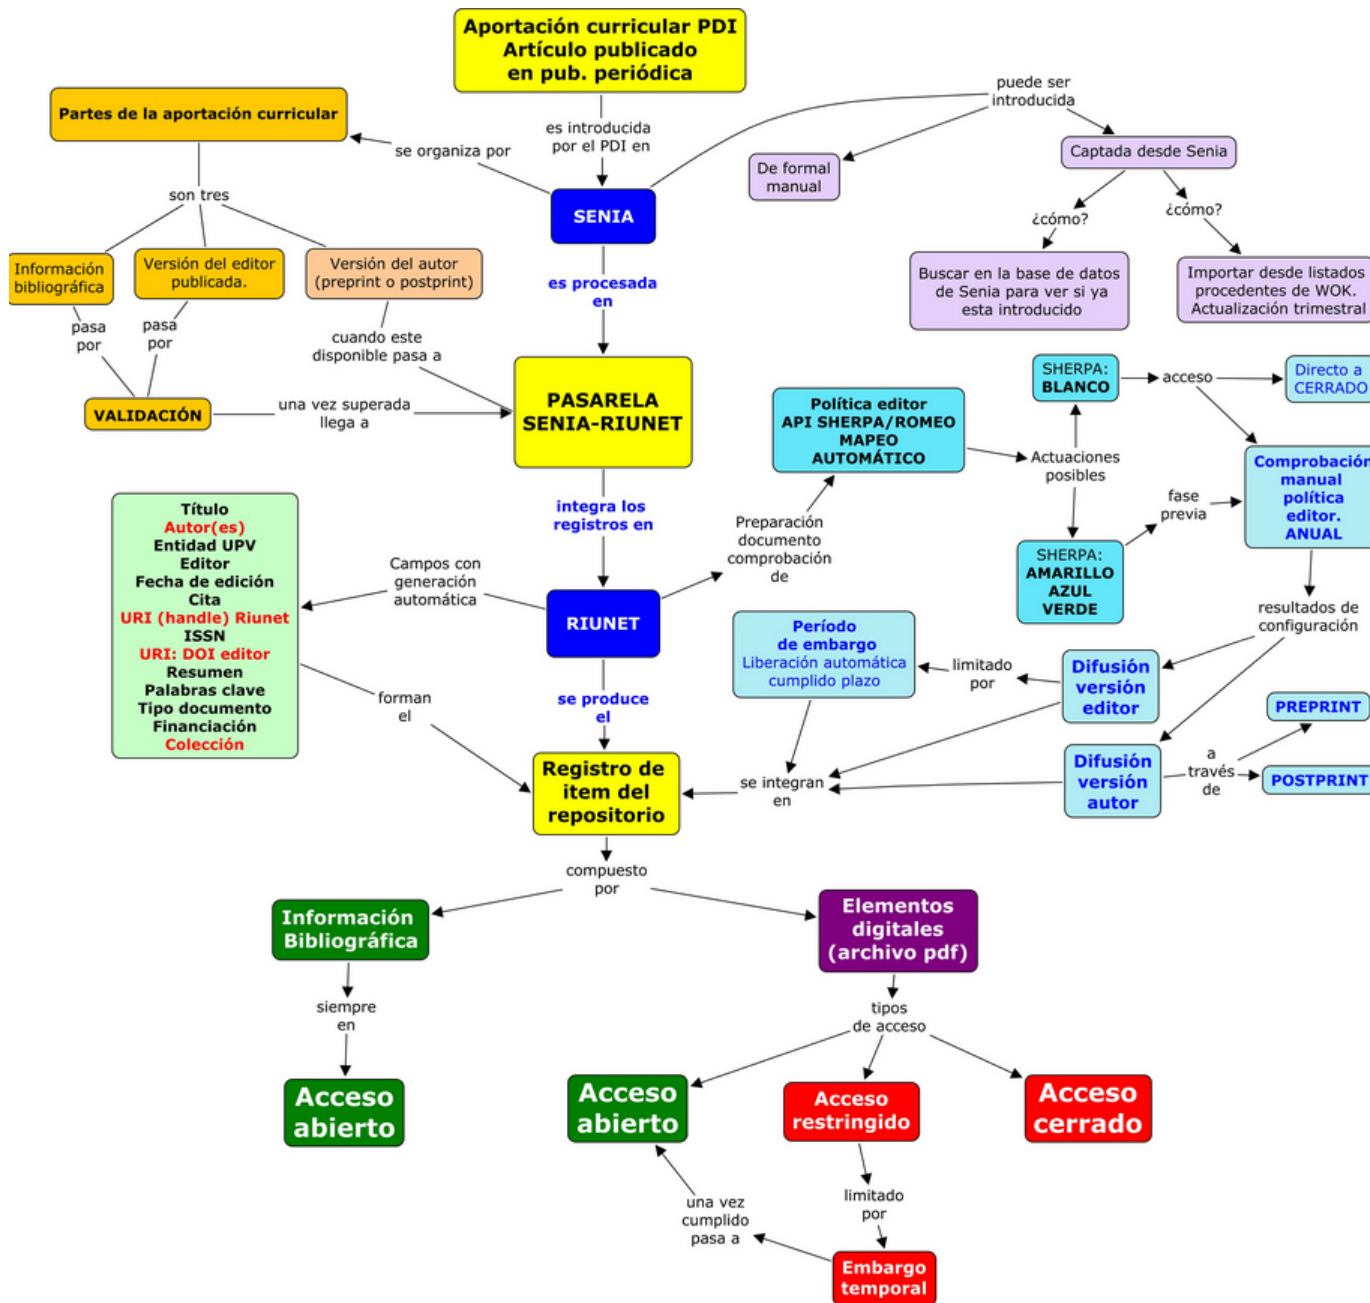 Aportación curricular PDI
Artículo publicado
en pub. periódica
puede ser
introducida
Partes de la aportación curricular
es introducida
por el PDI en
se organiza por
De formal
manual
Captada desde Senia
son tres
SENIA
¿cómo?
¿cómo?
Información
bibliográfica
Versión del editor
publicada.
Versión del autor
(preprint o postprint)
es procesada
en
Buscar en la base de datos
de Senia para ver si ya
esta introducido
Importar desde listados
procedentes de WOK.
Actualización trimestral
pasa
por
pasa
por
cuando este
disponible pasa a
VALIDACIÓN
una vez superada
llega a
PASARELA
SENIA-RIUNET
Política editor
API SHERPA/ROMEO
MAPEO
AUTOMÁTICO
SHERPA:
BLANCO
acceso
Directo a
CERRADO
Actuaciones
posibles
Comprobación
manual
política
editor.
ANUAL
fase
previa
SHERPA:
AMARILLO
AZUL
VERDE
integra los
registros en
Preparación
documento
comprobación
de
Título
Autor(es)
Entidad UPV
Editor
Fecha de edición
Cita
URI (handle) Riunet
ISSN
URI: DOI editor
Resumen
Palabras clave
Tipo documento
Financiación
Colección
Campos con
generación
automática
RIUNET
resultados de
configuración
Período
de embargo
Liberación automática
cumplido plazo
limitado
por
Difusión
versión
editor
forman
el
se produce
el
PREPRINT
a
través
de
POSTPRINT
Difusión
versión
autor
se integran
en
Registro de
item del
repositorio
compuesto
por
Información
Bibliográfica
Elementos
digitales
(archivo pdf)
siempre
en
tipos
de acceso
Acceso
abierto
Acceso
abierto
Acceso
restringido
Acceso
cerrado
una vez
cumplido
pasa a
limitado
por
Embargo
temporal